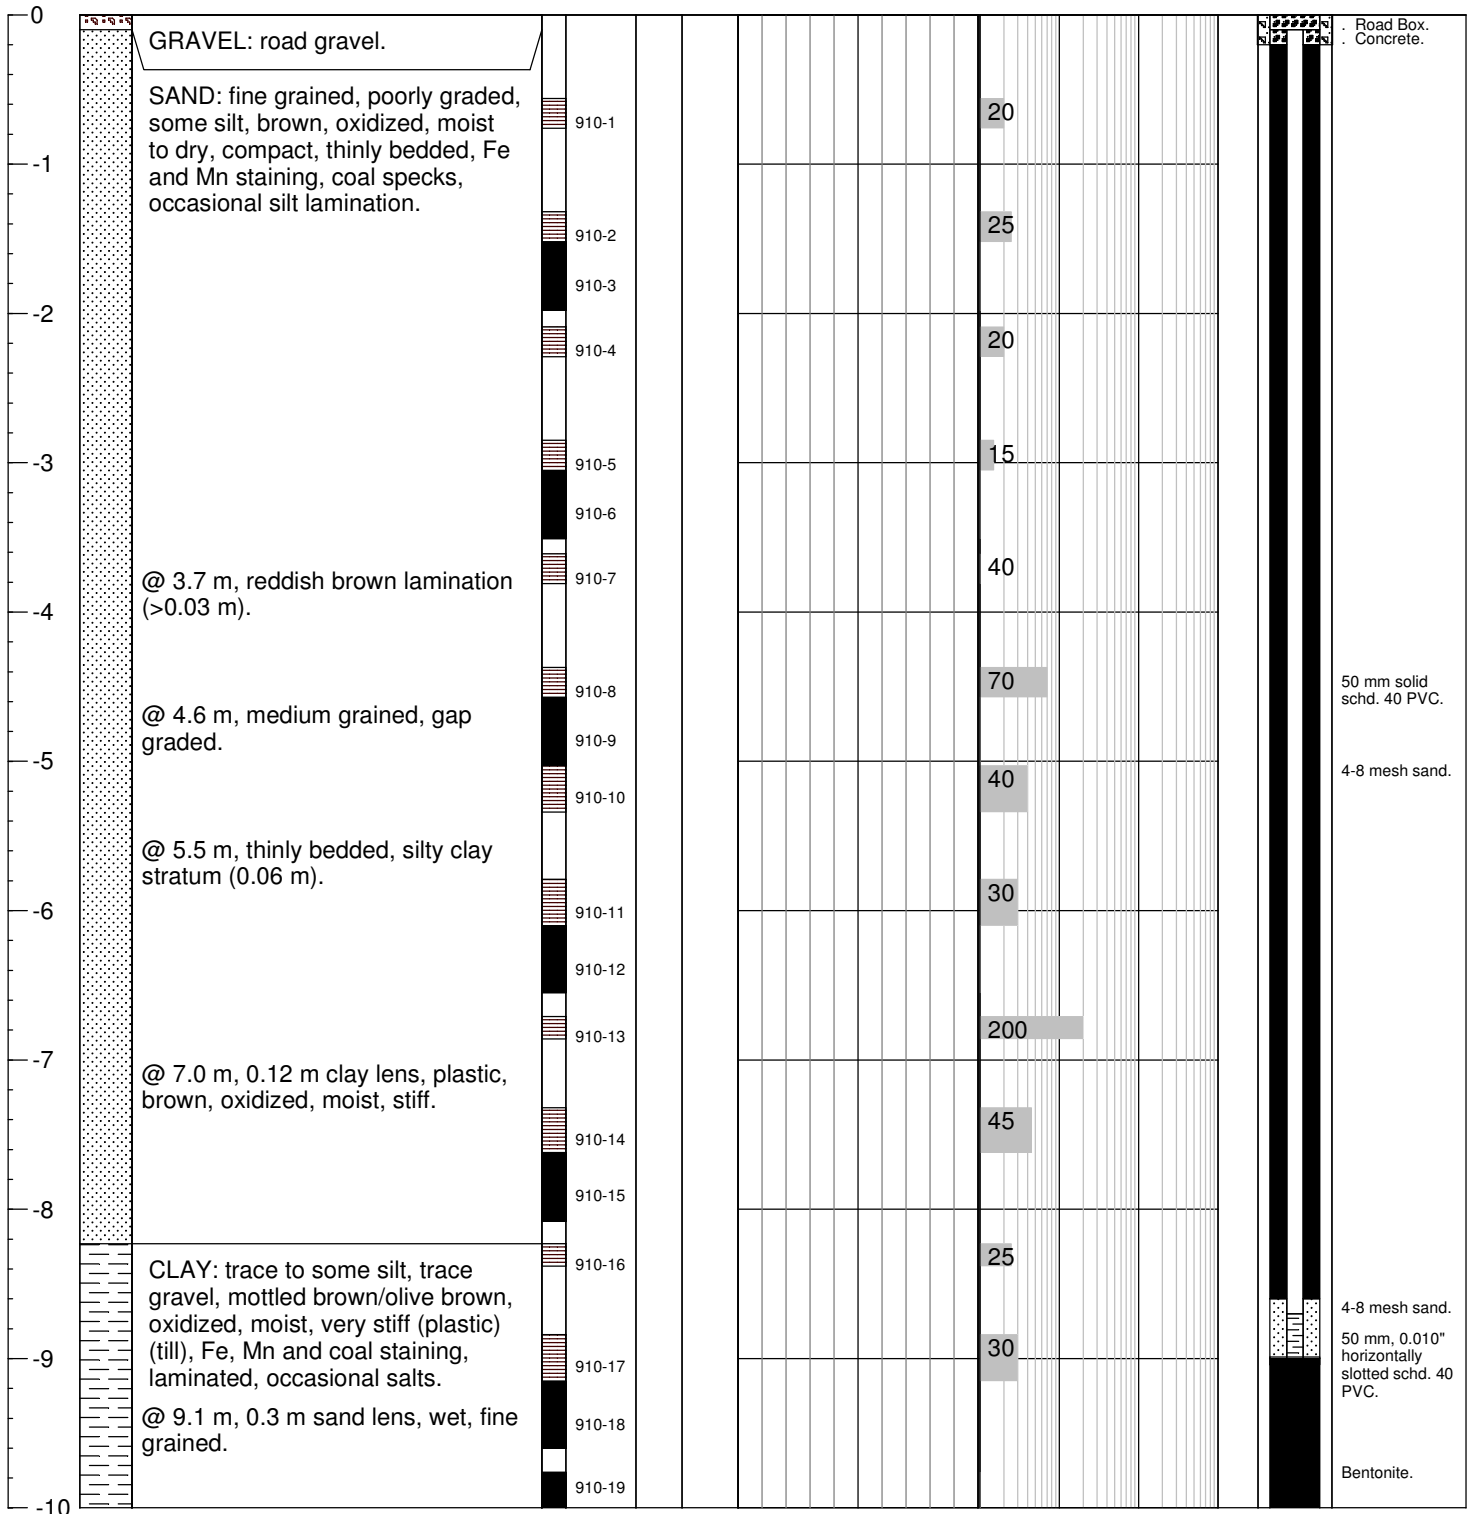 0
-1
-2
-3
-4
-5
-6
-7
-8
-9
-10
GRAVEL: road gravel.
SAND: fine grained, poorly graded,
some silt, brown, oxidized, moist
to dry, compact, thinly bedded, Fe
and Mn staining, coal specks,
occasional silt lamination.
@ 3.7 m, reddish brown lamination
(>0.03 m).
@ 4.6 m, medium grained, gap
graded.
@ 5.5 m, thinly bedded, silty clay
stratum (0.06 m).
@ 7.0 m, 0.12 m clay lens, plastic,
brown, oxidized, moist, stiff.
CLAY: trace to some silt, trace
gravel, mottled brown/olive brown,
oxidized, moist, very stiff (plastic)
(till), Fe, Mn and coal staining,
laminated, occasional salts.
@ 9.1 m, 0.3 m sand lens, wet, fine
grained.
910-1
910-2
910-3
910-4
910-5
910-6
910-7
910-8
910-9
910-10
910-11
910-12
910-13
910-14
910-15
910-16
910-17
910-18
910-19
20
25
20
15
40
70
40
30
200
45
25
30
. Road Box.
. Concrete.
50 mm solid
schd. 40 PVC.
4-8 mesh sand.
4-8 mesh sand.
50 mm, 0.010"
horizontally
slotted schd. 40
PVC.
Bentonite.